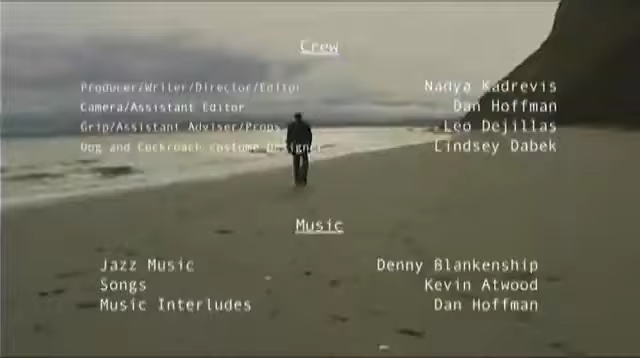 Crew
Producer/Writer/Director/Editor Nadya Kadrevis
Camera/Assistant Editor Dan Hoffman
Grip/Assistant Adviser/Props Leo Dejillas
Dog and Cockroach costume Designer Lindsey Dabek
Music
Jazz Music Denny Blankenship
Songs Kevin Atwood
Music Interludes Dan Hoffman